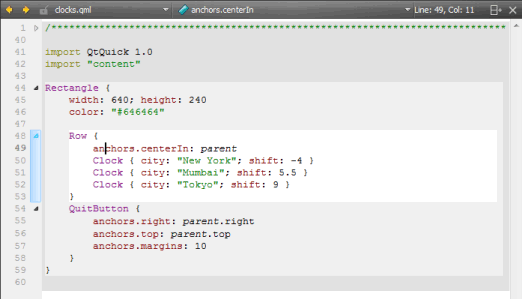 clocks.qml anchors.centerIn Line: 49, Col: 11
1 /****************************************************************************
40
41 import QtQuick 1.0
42 import "content"
43
44 Rectangle {
45 width: 640; height: 240
46 color: "#646464"
47
48 Row {
49 anchors.centerIn: parent
50 Clock { city: "New York"; shift: -4 }
51 Clock { city: "Mumbai"; shift: 5.5 }
52 Clock { city: "Tokyo"; shift: 9 }
53 }
54 QuitButton {
55 anchors.right: parent.right
56 anchors.top: parent.top
57 anchors.margins: 10
58 }
59 }
60